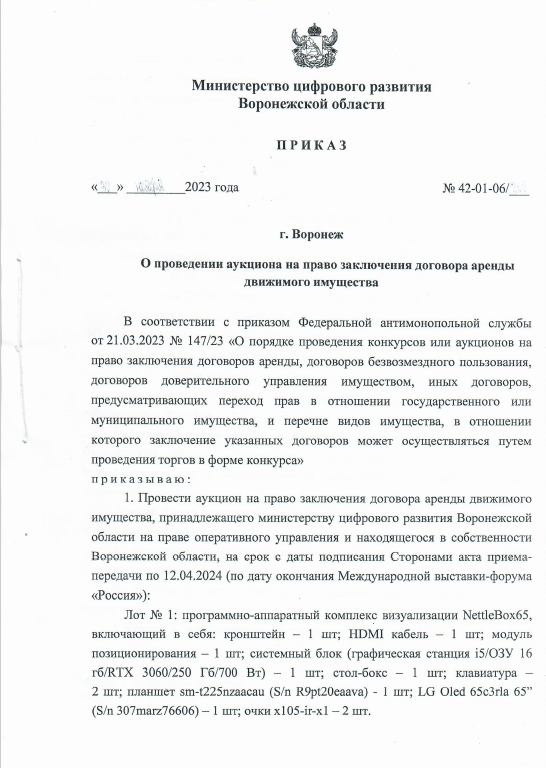 Министерство цифрового развития
Воронежской области
П Р И К А З
«___» _________2023 года № 42-01-06/___
г. Воронеж
О проведении аукциона на право заключения договора аренды
движимого имущества
В соответствии с приказом Федеральной антимонопольной службы
от 21.03.2023 № 147/23 «О порядке проведения конкурсов или аукционов на
право заключения договоров аренды, договоров безвозмездного пользования,
договоров доверительного управления имуществом, иных договоров,
предусматривающих переход прав в отношении государственного или
муниципального имущества, и перечне видов имущества, в отношении
которого заключение указанных договоров может осуществляться путем
проведения торгов в форме конкурса»
п р и к а з ы в а ю :
1. Провести аукцион на право заключения договора аренды движимого
имущества, принадлежащего министерству цифрового развития Воронежской
области на праве оперативного управления и находящегося в собственности
Воронежской области, на срок с даты подписания Сторонами акта приема-
передачи по 12.04.2024 (по дату окончания Международной выставки-форума
«Россия»):
Лот № 1: программно-аппаратный комплекс визуализации NettleBox65,
включающий в себя: кронштейн – 1 шт; HDMI кабель – 1 шт; модуль
позиционирования – 1 шт; системный блок (графическая станция i5/ОЗУ 16
гб/RTX 3060/250 Гб/700 Вт) – 1 шт; стол-бокс – 1 шт; клавиатура –
2 шт; планшет sm-t225nzaacau (S/n R9pt20eaava) - 1 шт; LG Oled 65c3rla 65”
(S/n 307marz76606) – 1 шт; очки x105-ir-x1 – 2 шт.